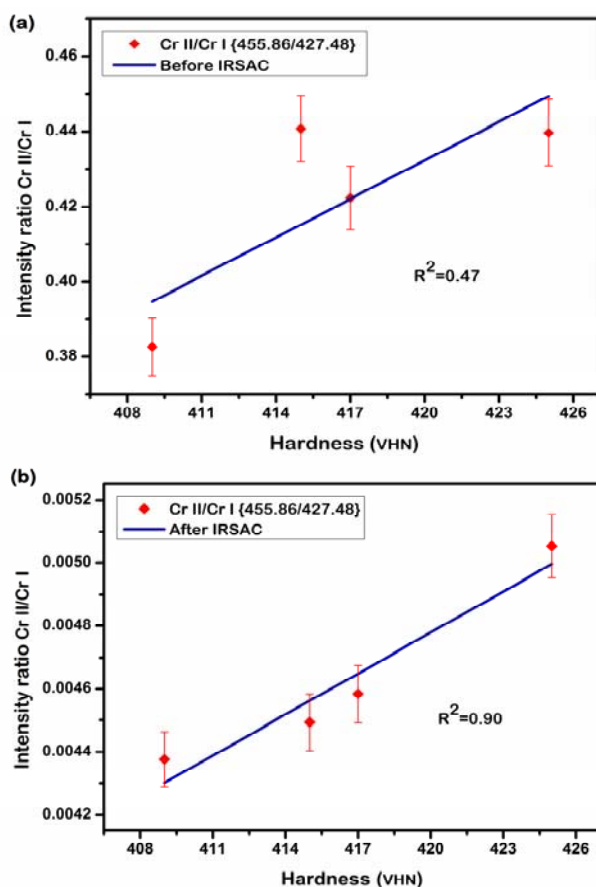 (a)
Cr II/Cr I {455.86/427.48}
Before IRSAC
Intensity ratio Cr II/Cr I
0.46
0.44
0.42
0.40
0.38
R²=0.47
408 411 414 417 420 423 426
Hardness (VHN)
(b)
Cr II/Cr I {455.86/427.48}
After IRSAC
Intensity ratio Cr II/Cr I
0.0052
0.0050
0.0048
0.0046
0.0044
0.0042
R²=0.90
408 411 414 417 420 423 426
Hardness (VHN)